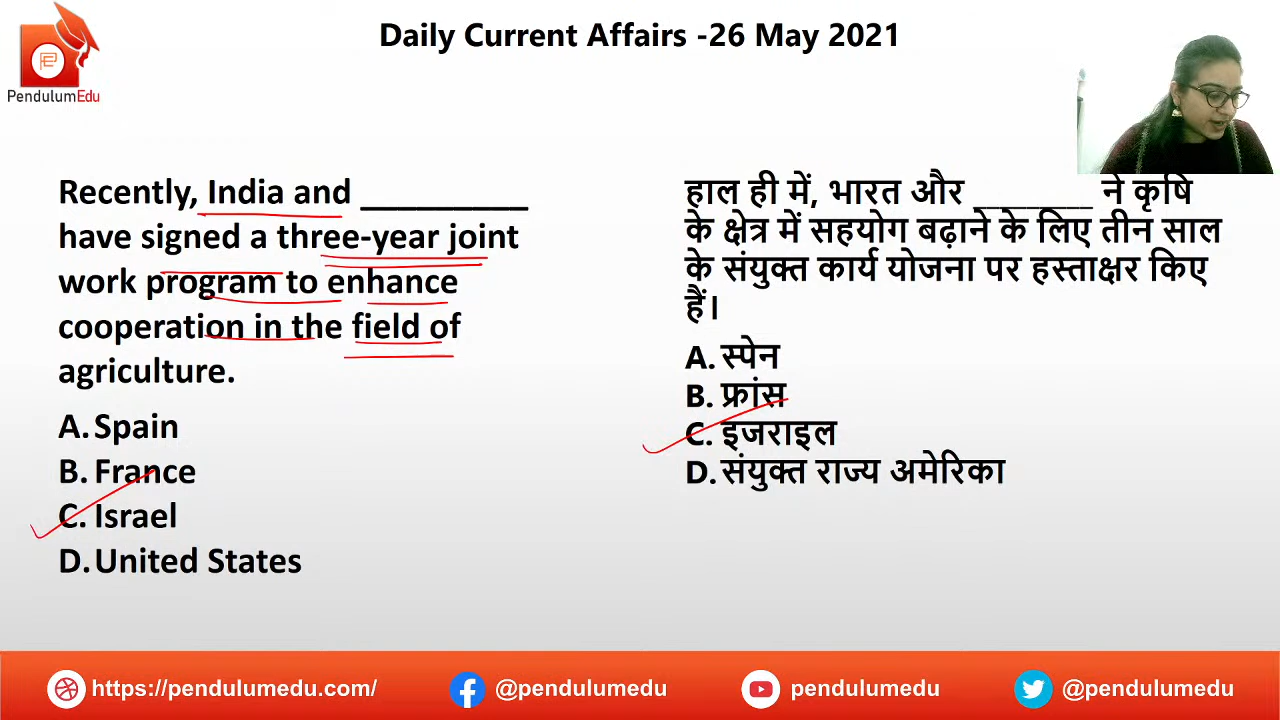 Daily Current Affairs -26 May 2021
PendulumEdu
Recently, India and __________
have signed a three-year joint
work program to enhance
cooperation in the field of
agriculture.
A. Spain
B. France
C. Israel
D. United States
हाल ही में, भारत और ________ ने कृषि
के क्षेत्र में सहयोग बढ़ाने के लिए तीन साल
के संयुक्त कार्य योजना पर हस्ताक्षर किए
हैं।
A. स्पेन
B. फ्रांस
C. इजराइल
D. संयुक्त राज्य अमेरिका
https://pendulumedu.com/
@pendulumedu
pendulumedu
@pendulumedu